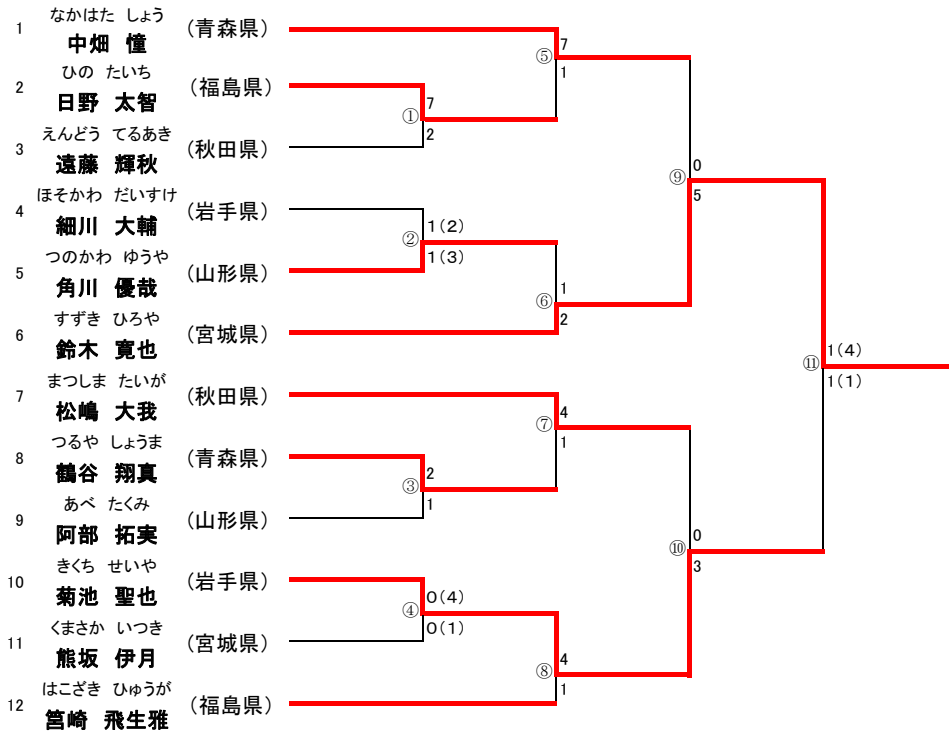 なかはた しょう
1 中畑 憧 (青森県)
ひの たいち
2 日野 太智 (福島県)
えんどう てるあき
3 遠藤 輝秋 (秋田県)
ほそかわ だいすけ
4 細川 大輔 (岩手県)
つのかわ ゆうや
5 角川 優哉 (山形県)
すずき ひろや
6 鈴木 寛也 (宮城県)
まつしま たいが
7 松嶋 大我 (秋田県)
つるや しょうま
8 鶴谷 翔真 (青森県)
あべ たくみ
9 阿部 拓実 (山形県)
きくち せいや
10 菊池 聖也 (岩手県)
くまさか いつき
11 熊坂 伊月 (宮城県)
はこざき ひゅうが
12 筥崎 飛生雅 (福島県)
①
7
2
②
1(2)
1(3)
③
2
1
④
0(4)
0(1)
⑤
7
1
⑥
1
2
⑦
4
1
⑧
4
1
⑨
0
5
⑩
0
3
⑪
1(4)
1(1)